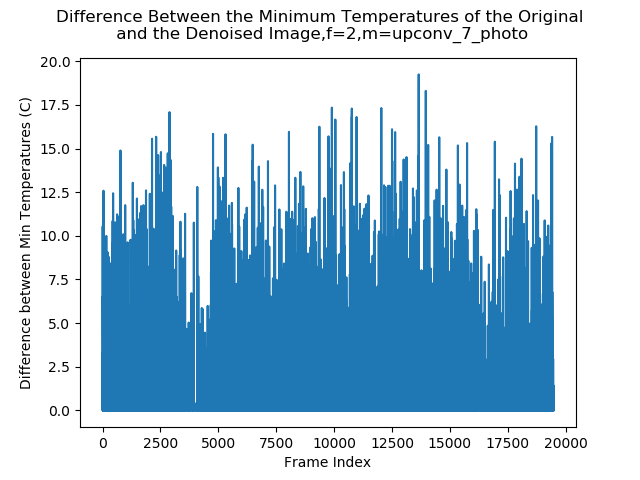 Difference Between the Minimum Temperatures of the Original
and the Denoised Image,f=2,m=upconv_7_photo
20.0
17.5
15.0
12.5
10.0
7.5
5.0
2.5
0.0
Difference between Min Temperatures (C)
0 2500 5000 7500 10000 12500 15000 17500 20000
Frame Index